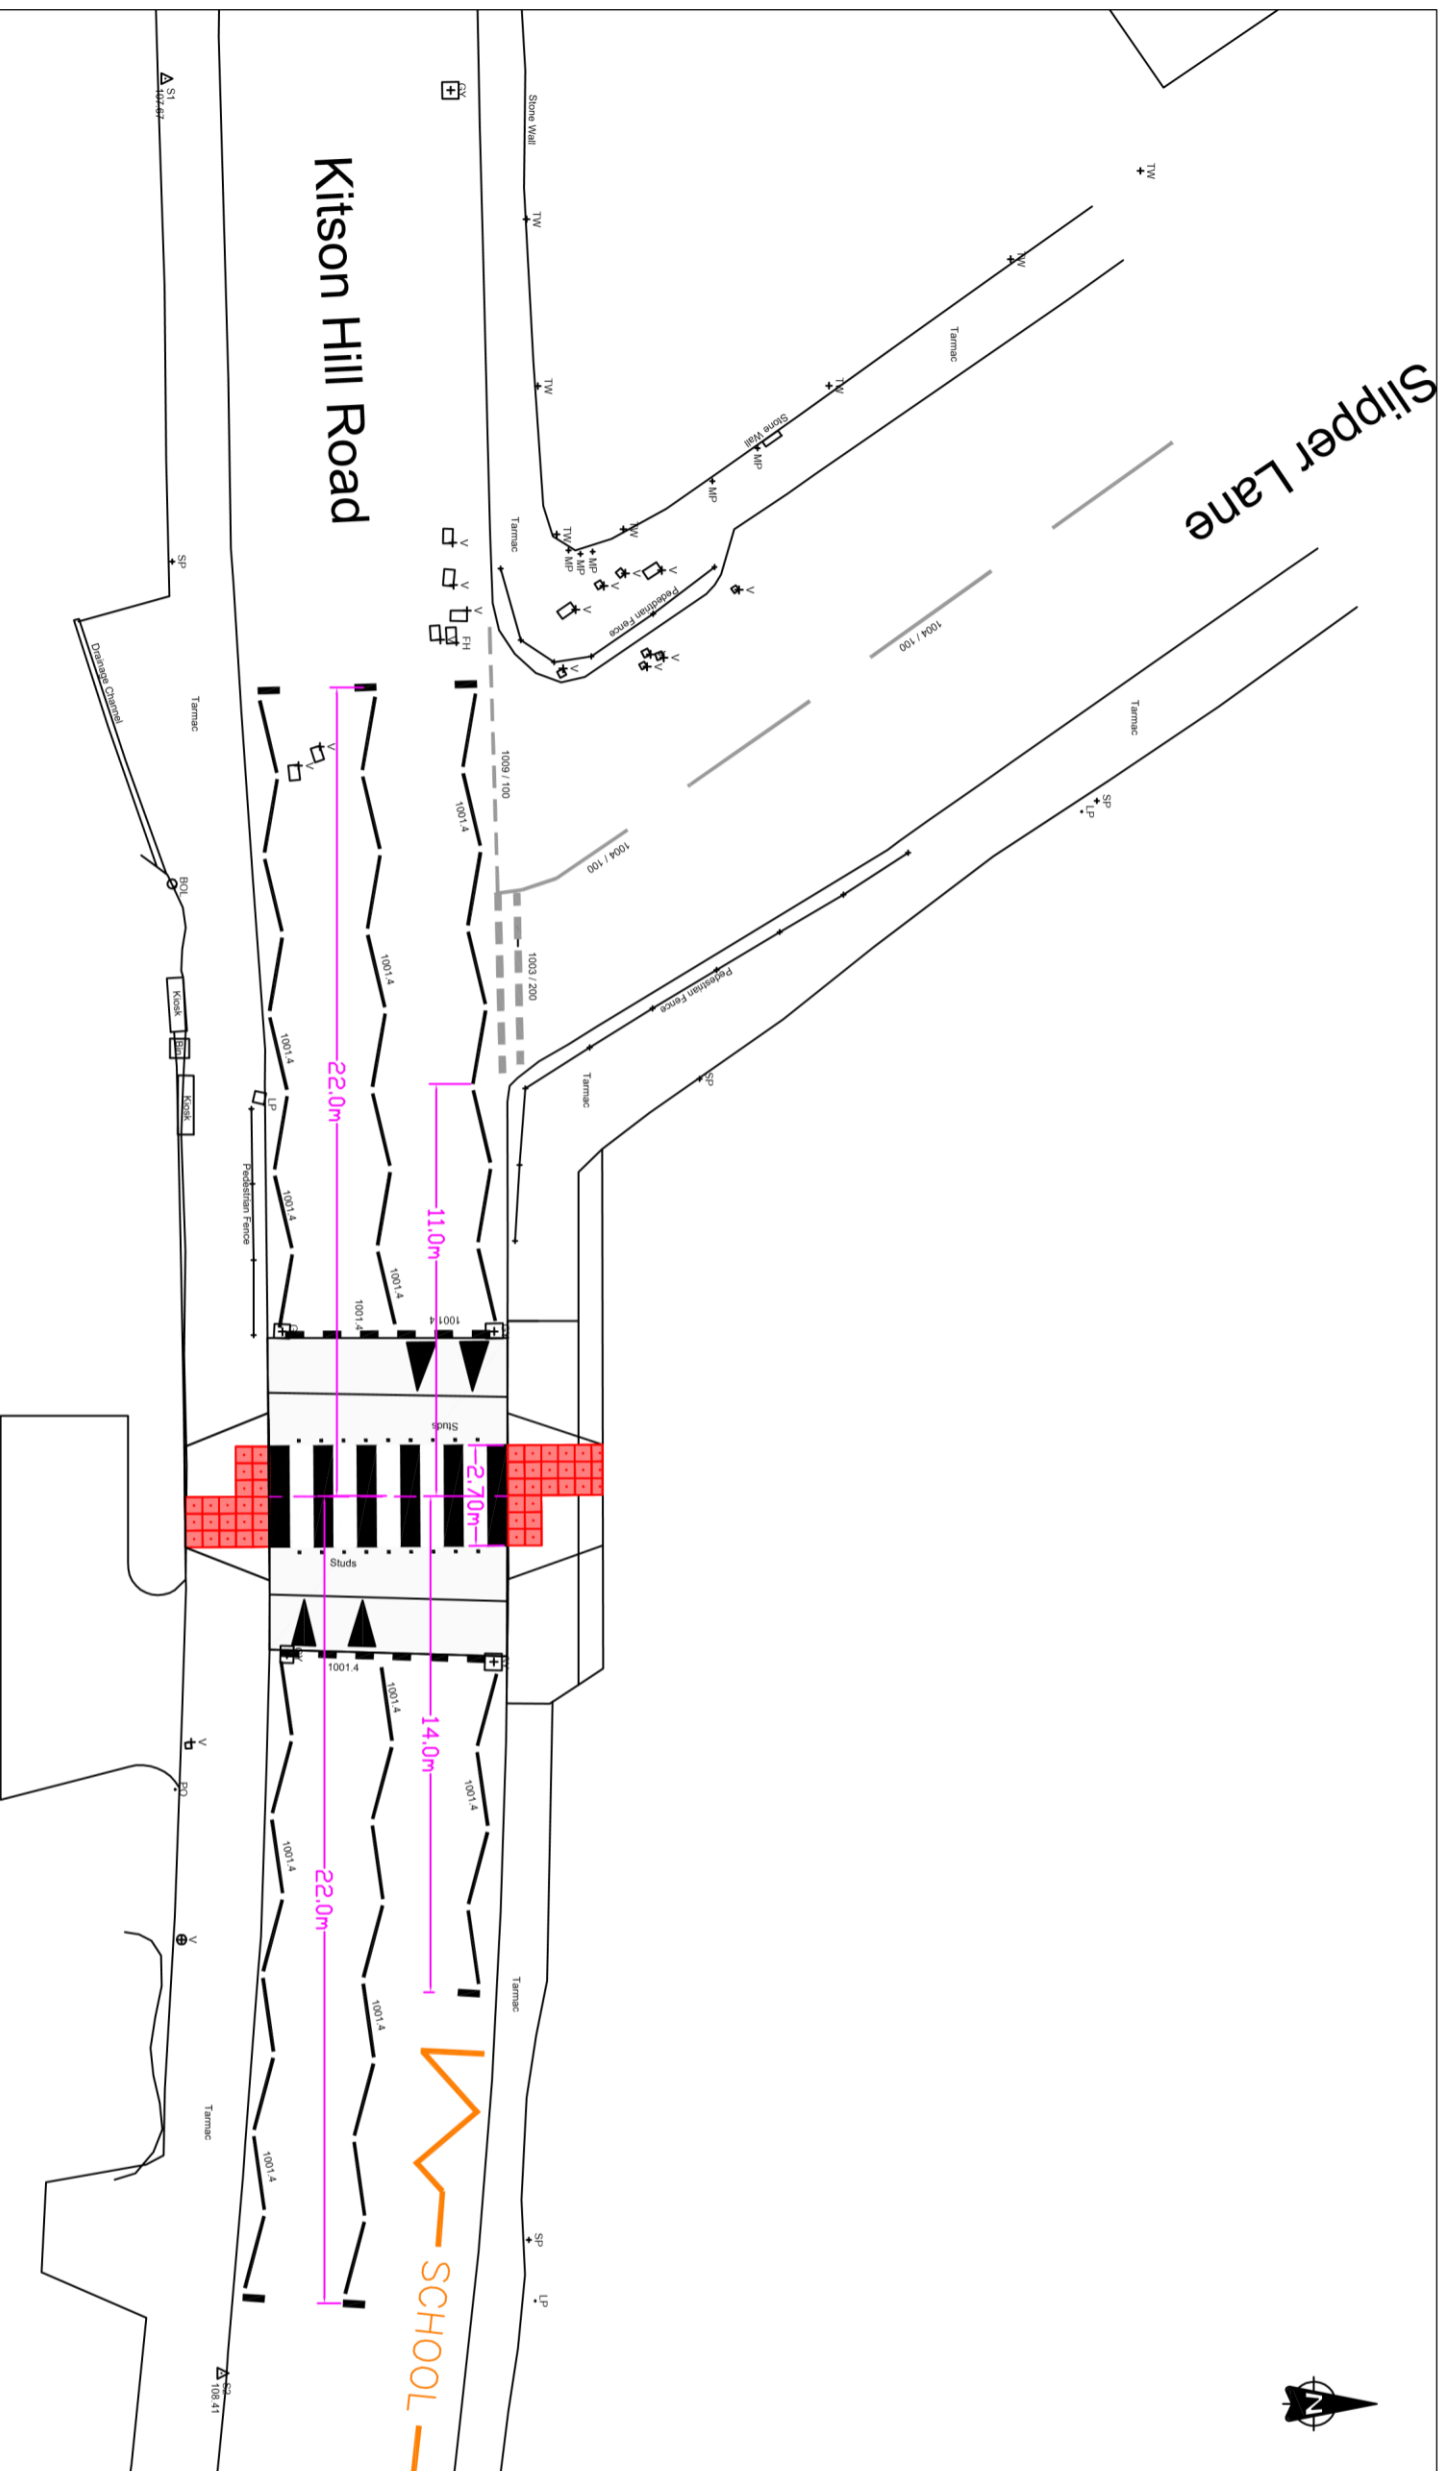 S1
107.67
GY
Stone Wall
TW
TW
TW
Kitson Hill Road
TW
Tarmac
TW
TW
Stone Wall
MP
MP
Slipper Lane
Tarmac
TW
TW
MP
MP
MP
V
V
V
FH
V
V
V
V
V
V
V
V
Pededtrian Fence
SP
1004 / 100
Drainage Channel
Tarmac
Tarmac
V
V
1009 / 100
1001.4
1004 / 100
SP
LP
BOL
1001.4
1003 / 200
Pedestrian Fence
Kiosk
Bin
Kiosk
1001.4
22.0m
LP
Tarmac
SP
Pedestrian Fence
1001.4
11.0m
1001.4
1001.4
1001.4
Studs
2.70m
Studs
GY
1001.4
1001.4
14.0m
V
PO
1001.4
1001.4
22.0m
V
Tarmac
1001.4
Tarmac
1001.4
SP
LP
SCHOOL
S2
108.41
N